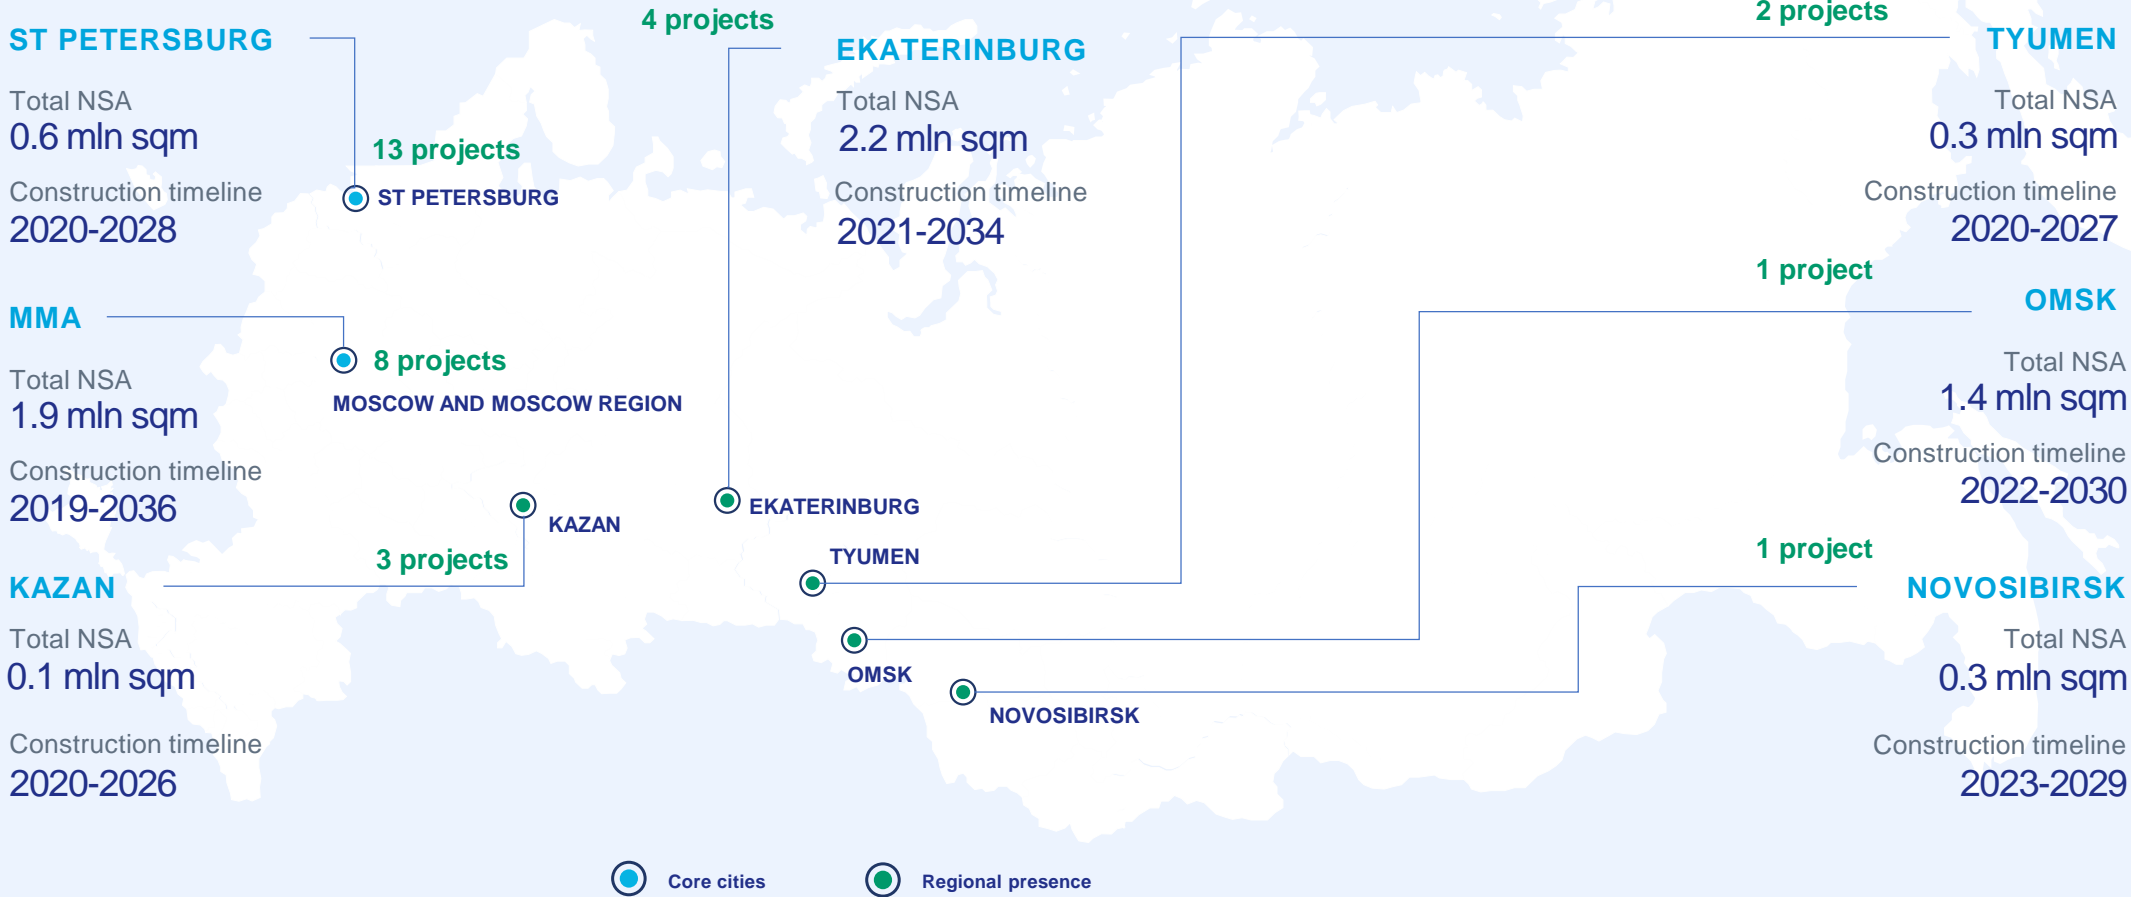 4 projects
2 projects
ST PETERSBURG
Total NSA
0.6 mln sqm
Construction timeline
2020-2028
13 projects
ST PETERSBURG
EKATERINBURG
Total NSA
2.2 mln sqm
Construction timeline
2021-2034
TYUMEN
Total NSA
0.3 mln sqm
Construction timeline
2020-2027
MMA
Total NSA
1.9 mln sqm
Construction timeline
2019-2036
8 projects
MOSCOW AND MOSCOW REGION
1 project
OMSK
Total NSA
1.4 mln sqm
Construction timeline
2022-2030
KAZAN
EKATERINBURG
TYUMEN
OMSK
NOVOSIBIRSK
3 projects
KAZAN
Total NSA
0.1 mln sqm
Construction timeline
2020-2026
1 project
NOVOSIBIRSK
Total NSA
0.3 mln sqm
Construction timeline
2023-2029
Core cities
Regional presence